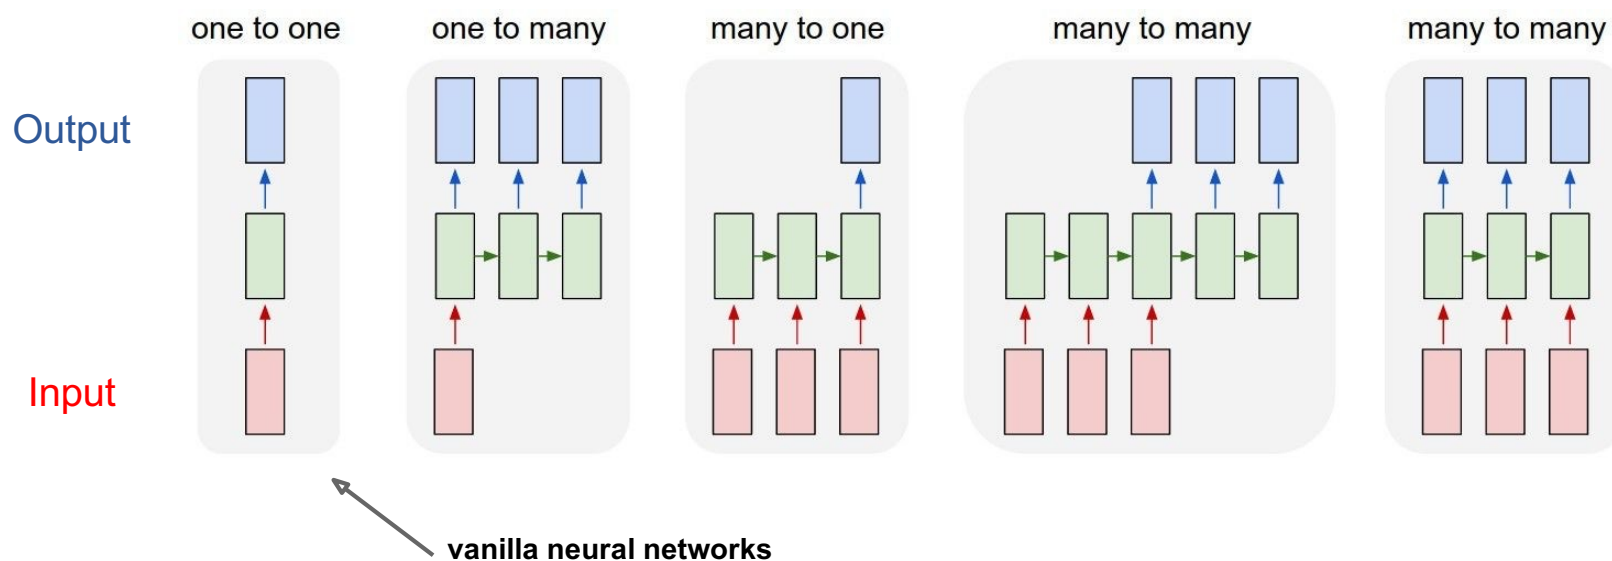 one to one
one to many
many to one
many to many
many to many
Output
Input
vanilla neural networks